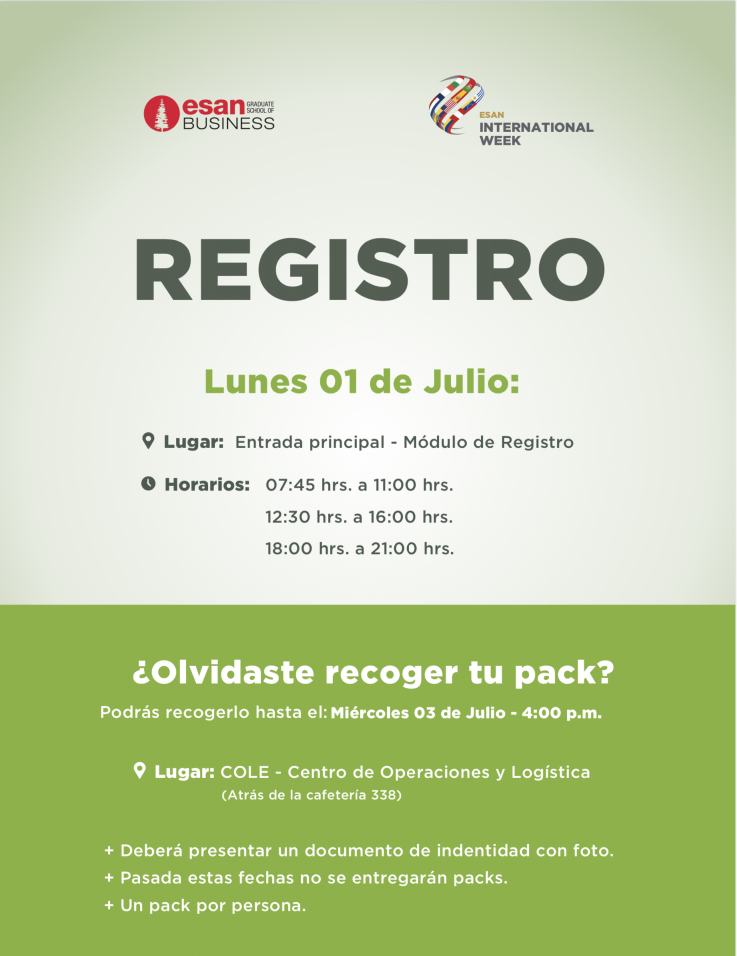 esan GRADUATE
SCHOOL OF
BUSINESS
ESAN
INTERNATIONAL
WEEK
REGISTRO
Lunes 01 de Julio:
Lugar: Entrada principal - Módulo de Registro
Horarios: 07:45 hrs. a 11:00 hrs.
12:30 hrs. a 16:00 hrs.
18:00 hrs. a 21:00 hrs.
¿Olvidaste recoger tu pack?
Podrás recogerlo hasta el: Miércoles 03 de Julio - 4:00 p.m.
Lugar: COLE - Centro de Operaciones y Logística
(Atrás de la cafetería 338)
+ Deberá presentar un documento de indentidad con foto.
+ Pasada estas fechas no se entregarán packs.
+ Un pack por persona.